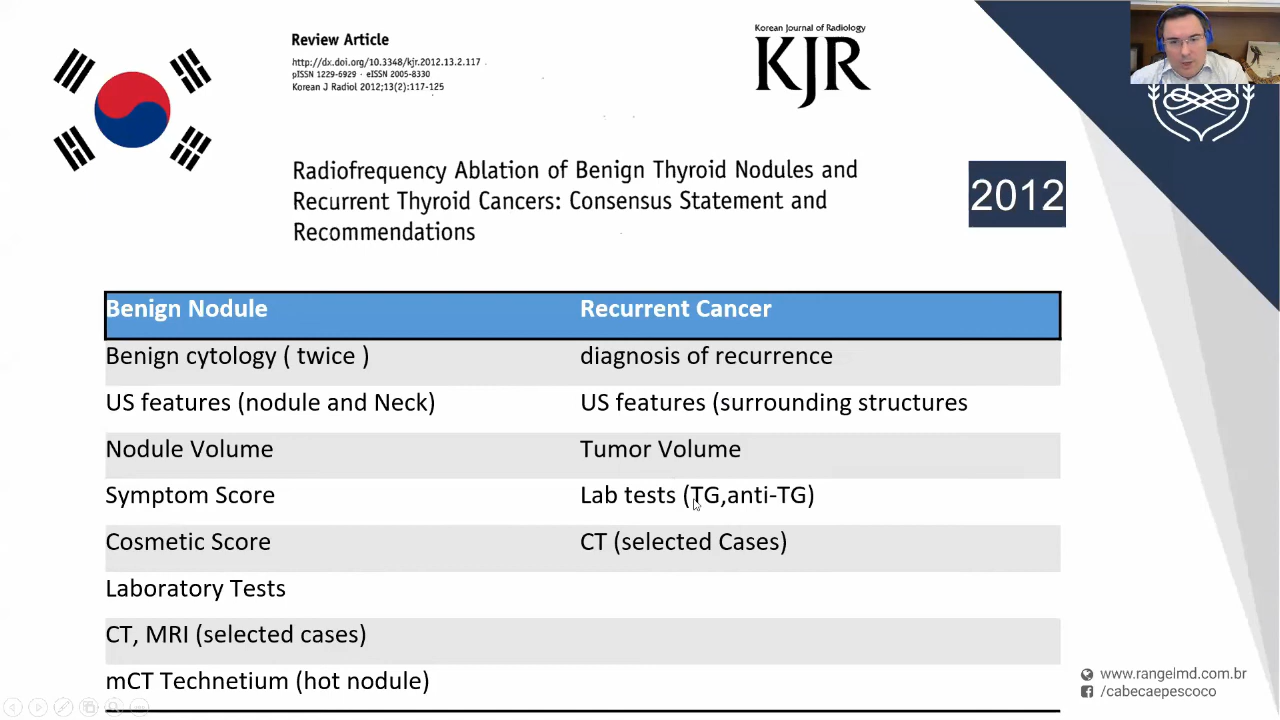 Review Article
http://dx.doi.org/10.3348/kjr.2012.13.2.117
pISSN 1229-6929 · eISSN 2005-8330
Korean J Radiol 2012;13(2):117-125
Korean Journal of Radiology
KJR
Radiofrequency Ablation of Benign Thyroid Nodules and
Recurrent Thyroid Cancers: Consensus Statement and
Recommendations
2012
Benign Nodule Recurrent Cancer
Benign cytology ( twice ) diagnosis of recurrence
US features (nodule and Neck) US features (surrounding structures
Nodule Volume Tumor Volume
Symptom Score Lab tests (TG,anti-TG)
Cosmetic Score CT (selected Cases)
Laboratory Tests
CT, MRI (selected cases)
mCT Technetium (hot nodule)
www.rangelmd.com.br
/cabecaepescoco